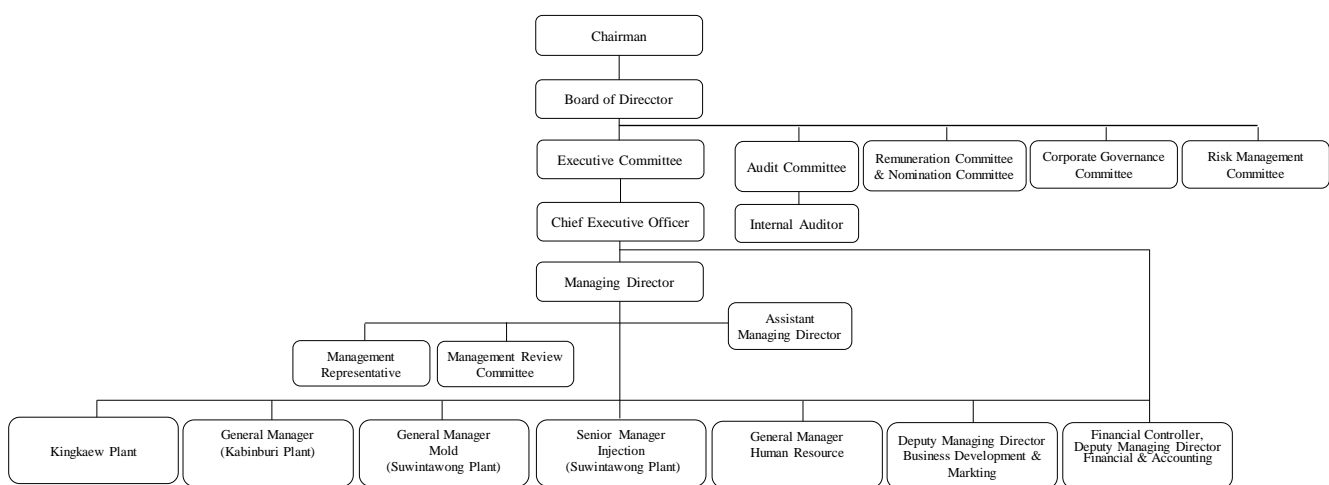 Chairman
Board of Direcctor
Executive Committee
Audit Committee
Remuneration Committee
& Nomination Committee
Corporate Governance
Committee
Risk Management
Committee
Chief Executive Officer
Internal Auditor
Managing Director
Assistant
Managing Director
Management
Representative
Management Review
Committee
Kingkaew Plant
General Manager
(Kabinburi Plant)
General Manager
Mold
(Suwintawong Plant)
Senior Manager
Injection
(Suwintawong Plant)
General Manager
Human Resource
Deputy Managing Director
Business Development &
Markting
Financial Controller,
Deputy Managing Director
Financial & Accounting